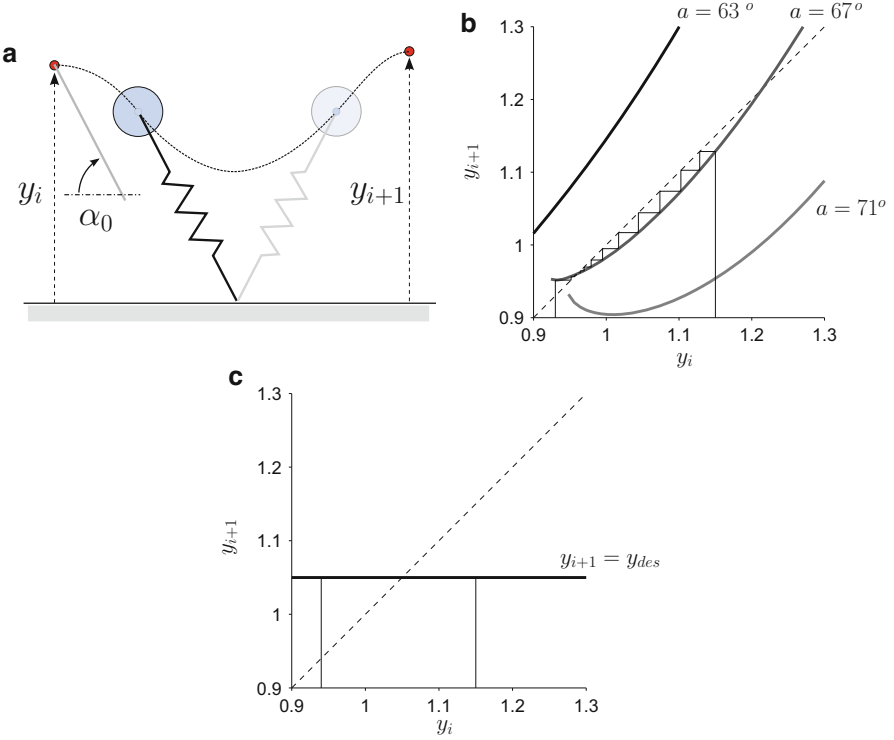 a
y_i
α_0
y_{i+1}
b
a = 63 °
a = 67°
a = 71°
1.3
1.2
1.1
1
0.9
y_{i+1}
0.9 1 1.1 1.2 1.3
y_i
c
1.3
1.2
1.1
1
0.9
y_{i+1}
y_{i+1} = y_{des}
0.9 1 1.1 1.2 1.3
y_i